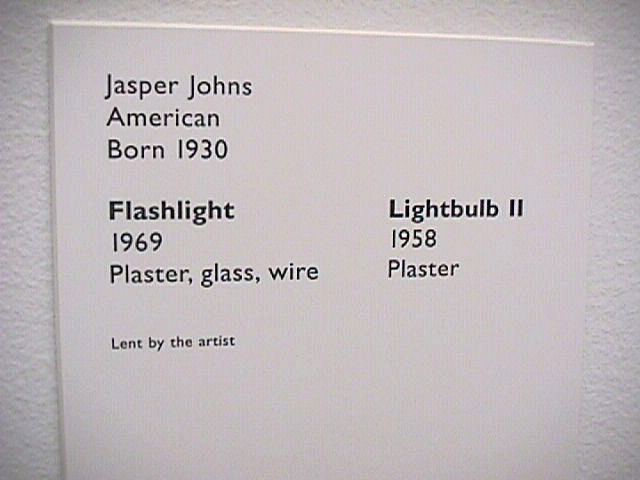 Jasper Johns
American
Born 1930
Flashlight
1969
Plaster, glass, wire
Lightbulb II
1958
Plaster
Lent by the artist